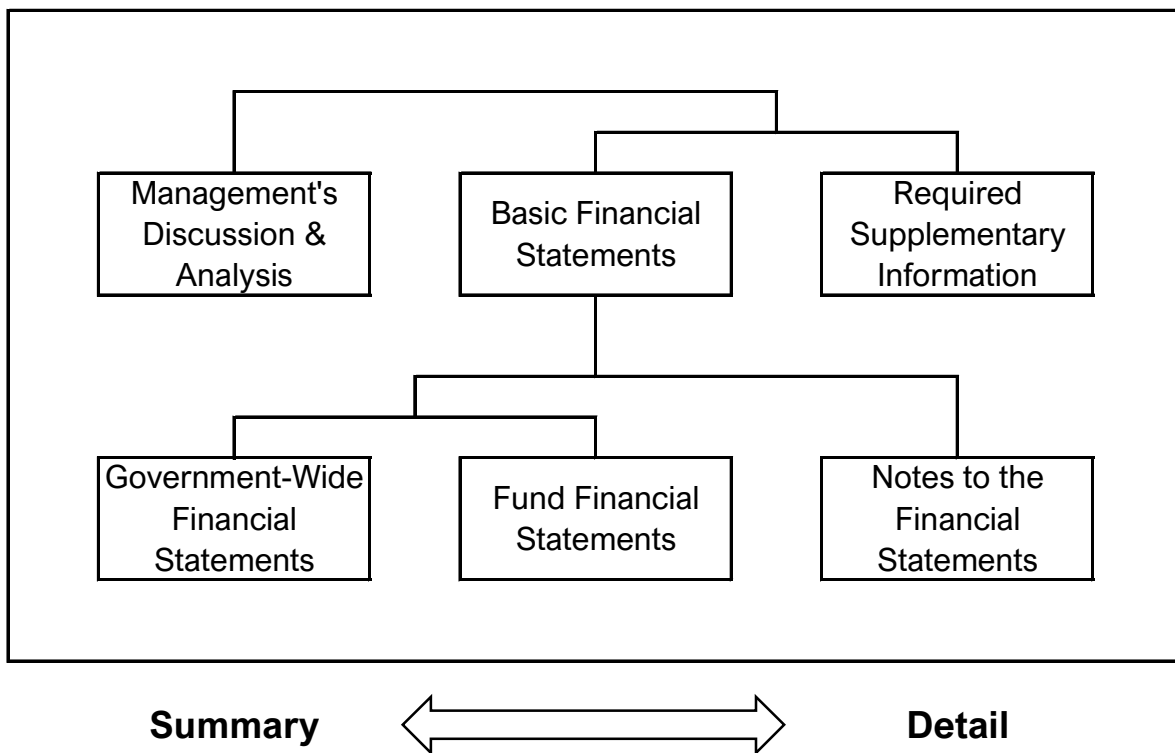 Management's
Discussion &
Analysis
Basic Financial
Statements
Required
Supplementary
Information
Government-Wide
Financial
Statements
Fund Financial
Statements
Notes to the
Financial
Statements
Summary
Detail